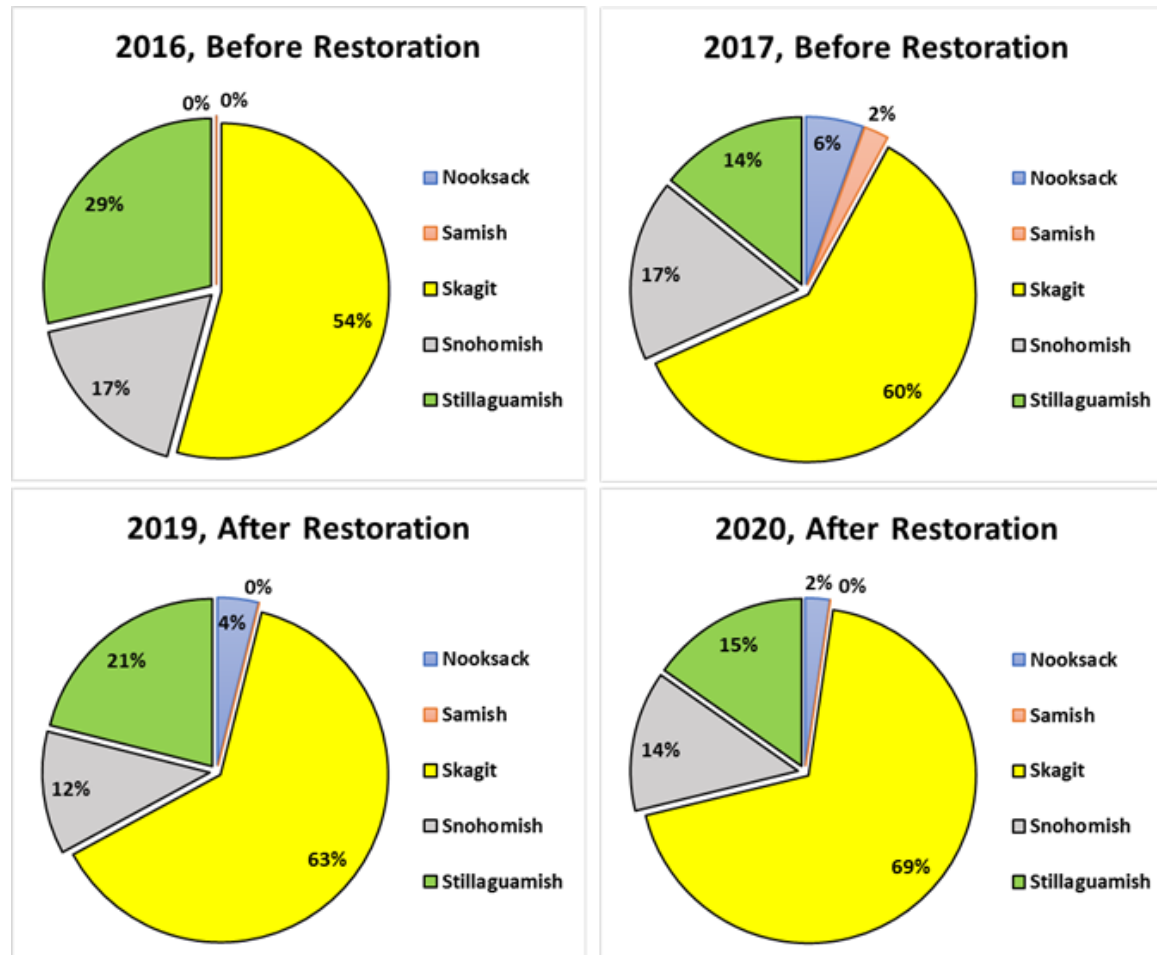 2016, Before Restoration
0% 0%
29%
54%
17%
Nooksack
Samish
Skagit
Snohomish
Stillaguamish
2017, Before Restoration
2%
6%
14%
17%
60%
Nooksack
Samish
Skagit
Snohomish
Stillaguamish
2019, After Restoration
0%
4%
21%
12%
63%
Nooksack
Samish
Skagit
Snohomish
Stillaguamish
2020, After Restoration
2% 0%
15%
14%
69%
Nooksack
Samish
Skagit
Snohomish
Stillaguamish